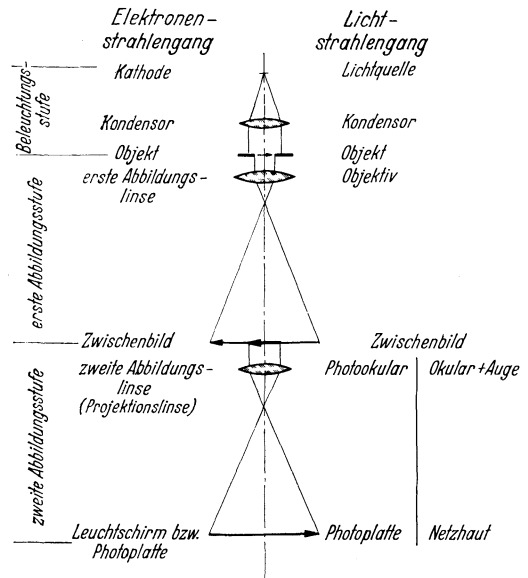 Elektronen-
strahlengang
Licht-
strahlengang
Beleuchtungs-
stufe
Kathode
Lichtquelle
Kondensor
Kondensor
Objekt
Objekt
erste Abbildungs-
linse
Objektiv
erste Abbildungsstufe
Zwischenbild
Zwischenbild
zweite Abbildungsstufe
zweite Abbildungs-
linse
(Projektionslinse)
Photookular
Okular+Auge
Leuchtschirm bzw.
Photoplatte
Photoplatte
Netzhaut